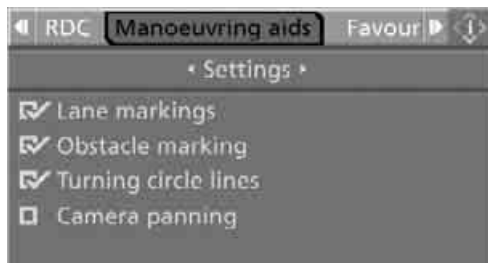 RDC Manoeuvring aids Favour i
Settings
Lane markings
Obstacle marking
Turning circle lines
Camera panning